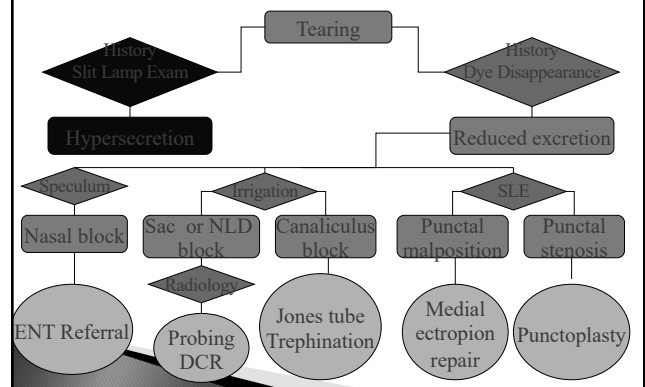 Tearing
History
Slit Lamp Exam
History
Dye Disappearance
Hypersecretion
Reduced excretion
Speculum
Irrigation
SLE
Nasal block
Sac or NLD
block
Canaliculus
block
Punctal
malposition
Punctal
stenosis
Radiology
ENT Referral
Probing
DCR
Jones tube
Trephination
Medial
ectropion
repair
Punctoplasty